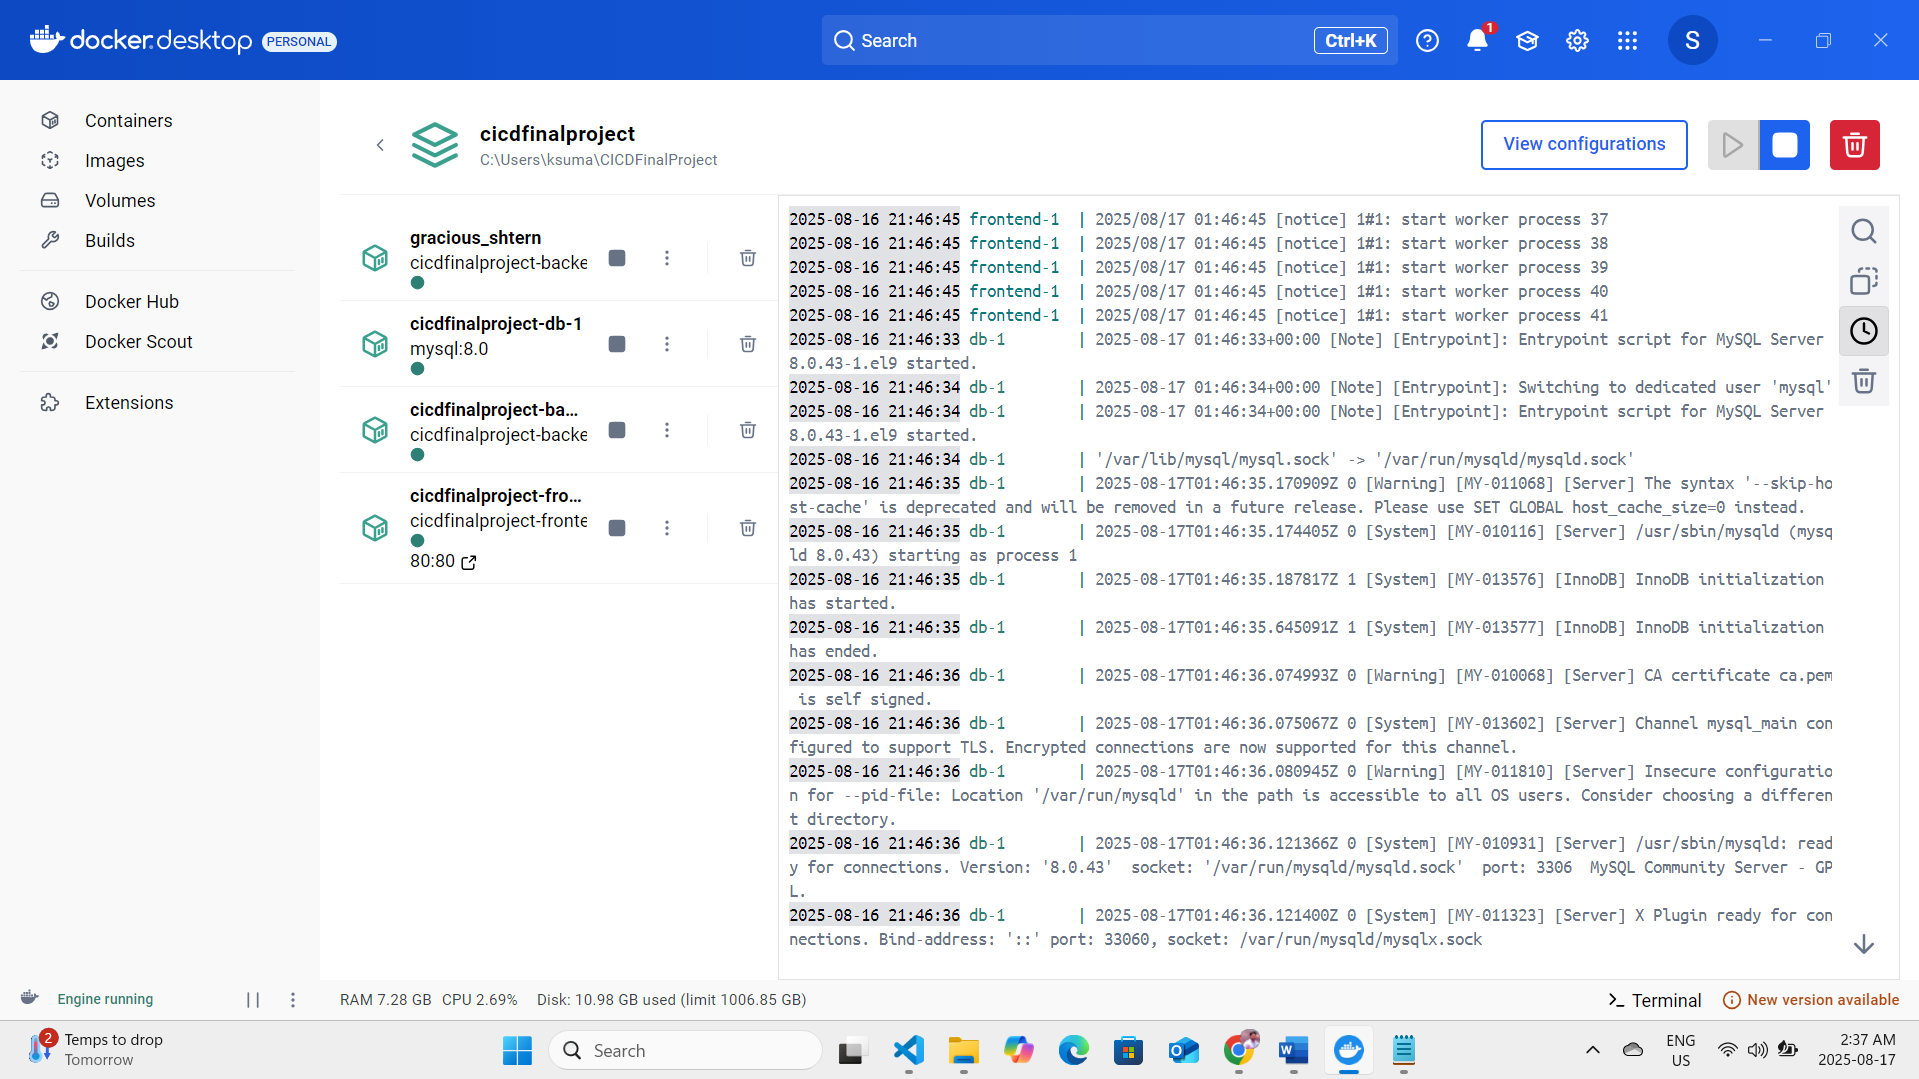 docker.desktop PERSONAL
Search
Ctrl+K
1
S
Containers
Images
Volumes
Builds
Docker Hub
Docker Scout
Extensions
cicdfinalproject
C:\Users\ksuma\CICDFinalProject
View configurations
gracious_shtern
cicdfinalproject-backe
cicdfinalproject-db-1
mysql:8.0
cicdfinalproject-ba...
cicdfinalproject-backe
cicdfinalproject-fro...
cicdfinalproject-fronte
80:80
2025-08-16 21:46:45 frontend-1 | 2025/08/17 01:46:45 [notice] 1#1: start worker process 37
2025-08-16 21:46:45 frontend-1 | 2025/08/17 01:46:45 [notice] 1#1: start worker process 38
2025-08-16 21:46:45 frontend-1 | 2025/08/17 01:46:45 [notice] 1#1: start worker process 39
2025-08-16 21:46:45 frontend-1 | 2025/08/17 01:46:45 [notice] 1#1: start worker process 40
2025-08-16 21:46:45 frontend-1 | 2025/08/17 01:46:45 [notice] 1#1: start worker process 41
2025-08-16 21:46:33 db-1 | 2025-08-17 01:46:33+00:00 [Note] [Entrypoint]: Entrypoint script for MySQL Server
8.0.43-1.el9 started.
2025-08-16 21:46:34 db-1 | 2025-08-17 01:46:34+00:00 [Note] [Entrypoint]: Switching to dedicated user 'mysql'
2025-08-16 21:46:34 db-1 | 2025-08-17 01:46:34+00:00 [Note] [Entrypoint]: Entrypoint script for MySQL Server
8.0.43-1.el9 started.
2025-08-16 21:46:34 db-1 | '/var/lib/mysql/mysql.sock' -> '/var/run/mysqld/mysqld.sock'
2025-08-16 21:46:35 db-1 | 2025-08-17T01:46:35.170909Z 0 [Warning] [MY-011068] [Server] The syntax '--skip-ho
st-cache' is deprecated and will be removed in a future release. Please use SET GLOBAL host_cache_size=0 instead.
2025-08-16 21:46:35 db-1 | 2025-08-17T01:46:35.174405Z 0 [System] [MY-010116] [Server] /usr/sbin/mysqld (mysq
ld 8.0.43) starting as process 1
2025-08-16 21:46:35 db-1 | 2025-08-17T01:46:35.187817Z 1 [System] [MY-013576] [InnoDB] InnoDB initialization
has started.
2025-08-16 21:46:35 db-1 | 2025-08-17T01:46:35.645091Z 1 [System] [MY-013577] [InnoDB] InnoDB initialization
has ended.
2025-08-16 21:46:36 db-1 | 2025-08-17T01:46:36.074993Z 0 [Warning] [MY-010068] [Server] CA certificate ca.pem
is self signed.
2025-08-16 21:46:36 db-1 | 2025-08-17T01:46:36.075067Z 0 [System] [MY-013602] [Server] Channel mysql_main con
figured to support TLS. Encrypted connections are now supported for this channel.
2025-08-16 21:46:36 db-1 | 2025-08-17T01:46:36.080945Z 0 [Warning] [MY-011810] [Server] Insecure configuratio
n for --pid-file: Location '/var/run/mysqld' in the path is accessible to all OS users. Consider choosing a differen
t directory.
2025-08-16 21:46:36 db-1 | 2025-08-17T01:46:36.121366Z 0 [System] [MY-010931] [Server] /usr/sbin/mysqld: read
y for connections. Version: '8.0.43' socket: '/var/run/mysqld/mysqld.sock' port: 3306 MySQL Community Server - GP
L.
2025-08-16 21:46:36 db-1 | 2025-08-17T01:46:36.121400Z 0 [System] [MY-011323] [Server] X Plugin ready for con
nections. Bind-address: '::' port: 33060, socket: /var/run/mysqld/mysqlx.sock
Engine running
RAM 7.28 GB CPU 2.69% Disk: 10.98 GB used (limit 1006.85 GB)
Terminal
New version available
2
Temps to drop
Tomorrow
Search
ENG
US
2:37 AM
2025-08-17